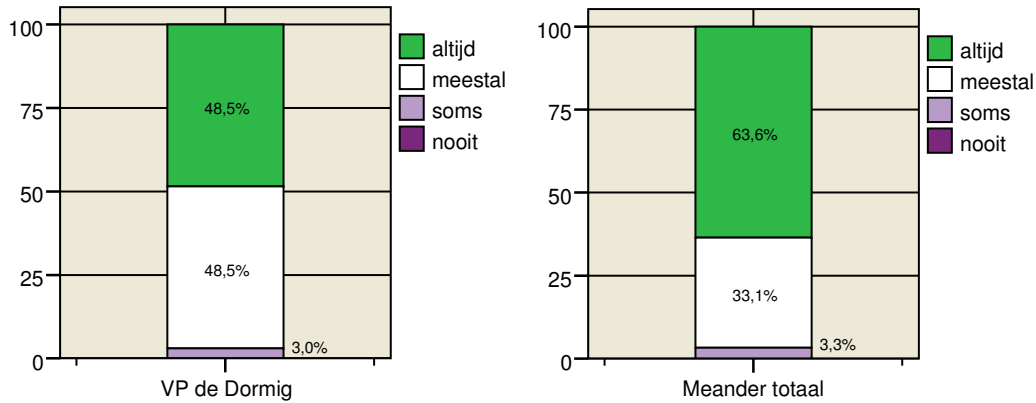 100
75
50
25
0
48,5%
48,5%
3,0%
VP de Dormig
altijd
meestal
soms
nooit
100
75
50
25
0
63,6%
33,1%
3,3%
Meander totaal
altijd
meestal
soms
nooit